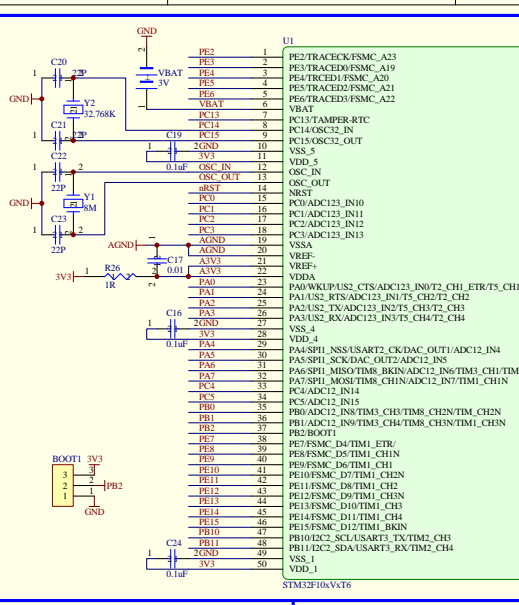 GND
U1
C20
22P
VBAT
3V
Y2
32.768K
GND
C21
22P
C22
22P
Y1
8M
GND
C23
22P
C19
0.1uF
AGND
C17
0.01
3V3
R26
1R
C16
0.1uF
BOOT1
3V3
3
2
1
PB2
GND
C24
0.1uF
PE2 1 PE2/TRACECK/FSMC_A23
PE3 2 PE3/TRACED0/FSMC_A19
PE4 3 PE4/TRCED1/FSMC_A20
PE5 4 PE5/TRACED2/FSMC_A21
PE6 5 PE6/TRACED3/FSMC_A22
VBAT 6 VBAT
PC13 7 PC13/TAMPER-RTC
PC14 8 PC14/OSC32_IN
PC15 9 PC15/OSC32_OUT
2GND 10 VSS_5
3V3 11 VDD_5
OSC_IN 12 OSC_IN
OSC_OUT 13 OSC_OUT
nRST 14 NRST
PC0 15 PC0/ADC123_IN10
PC1 16 PC1/ADC123_IN11
PC2 17 PC2/ADC123_IN12
PC3 18 PC3/ADC123_IN13
AGND 19 VSSA
AGND 20 VREF-
A3V3 21 VREF+
A3V3 22 VDDA
PA0 23 PA0/WKUP/US2_CTS/ADC123_IN0/T2_CH1_ETR/T5_CH1
PA1 24 PA1/US2_RTS/ADC123_IN1/T5_CH2/T2_CH2
PA2 25 PA2/US2_TX/ADC123_IN2/T5_CH3/T2_CH3
PA3 26 PA3/US2_RX/ADC123_IN3/T5_CH4/T2_CH4
2GND 27 VSS_4
3V3 28 VDD_4
PA4 29 PA4/SPI1_NSS/USART2_CK/DAC_OUT1/ADC12_IN4
PA5 30 PA5/SPI1_SCK/DAC_OUT2/ADC12_IN5
PA6 31 PA6/SPI1_MISO/TIM8_BKIN/ADC12_IN6/TIM3_CH1/TIM
PA7 32 PA7/SPI1_MOSI/TIM8_CH1N/ADC12_IN7/TIM1_CH1N
PC4 33 PC4/ADC12_IN14
PC5 34 PC5/ADC12_IN15
PB0 35 PB0/ADC12_IN8/TIM3_CH3/TIM8_CH2N/TIM_CH2N
PB1 36 PB1/ADC12_IN9/TIM3_CH4/TIM8_CH3N/TIM1_CH3N
PB2 37 PB2/BOOT1
PE7 38 PE7/FSMC_D4/TIM1_ETR/
PE8 39 PE8/FSMC_D5/TIM1_CH1N
PE9 40 PE9/FSMC_D6/TIM1_CH1
PE10 41 PE10/FSMC_D7/TIM1_CH2N
PE11 42 PE11/FSMC_D8/TIM1_CH2
PE12 43 PE12/FSMC_D9/TIM1_CH3N
PE13 44 PE13/FSMC_D10/TIM1_CH3
PE14 45 PE14/FSMC_D11/TIM1_CH4
PE15 46 PE15/FSMC_D12/TIM1_BKIN
PB10 47 PB10/I2C2_SCL/USART3_TX/TIM2_CH3
PB11 48 PB11/I2C2_SDA/USART3_RX/TIM2_CH4
2GND 49 VSS_1
3V3 50 VDD_1
STM32F10xVxT6